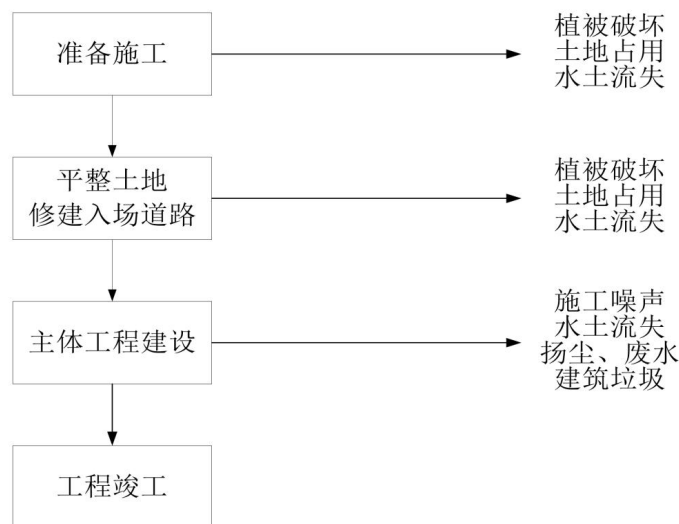 准备施工
植被破坏
土地占用
水土流失
平整土地
修建入场道路
植被破坏
土地占用
水土流失
主体工程建设
施工噪声
水土流失
扬尘、废水
建筑垃圾
工程竣工